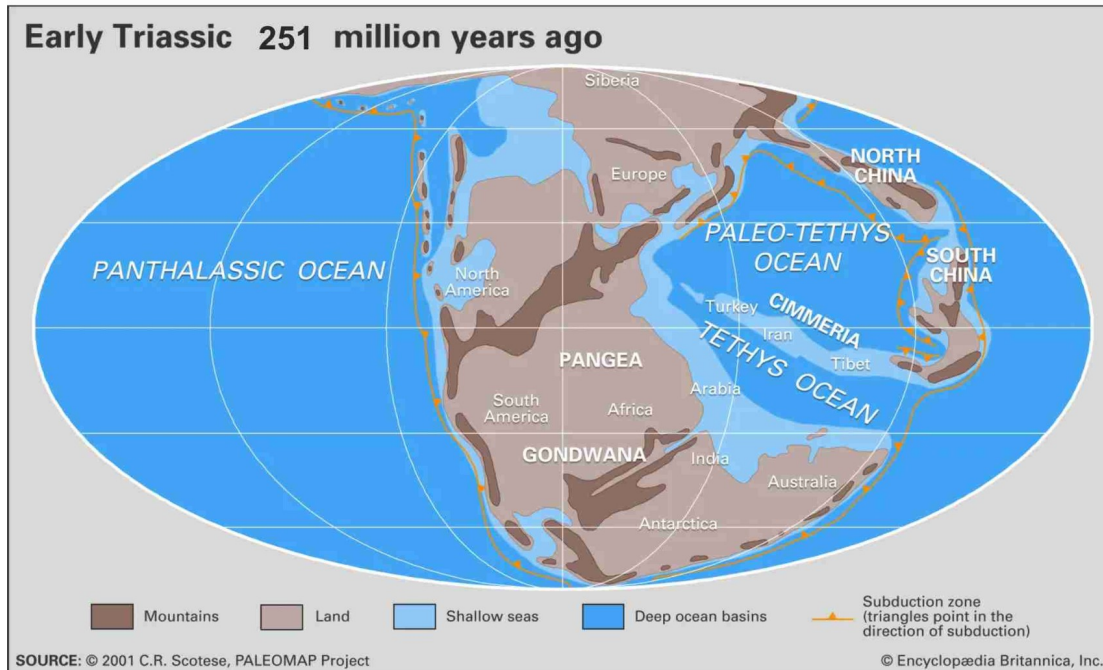 Early Triassic 251 million years ago
Siberia
NORTH
CHINA
Europe
PALEO-TETHYS
OCEAN
PANTHALASSIC OCEAN
SOUTH
CHINA
North
America
Turkey
CIMMERIA
Iran
TETHYS OCEAN
PANGEA
Tibet
Arabia
South
America
Africa
GONDWANA
India
Australia
Antarctica
Mountains
Land
Shallow seas
Deep ocean basins
Subduction zone
(triangles point in the
direction of subduction)
SOURCE: © 2001 C.R. Scotese, PALEOMAP Project
© Encyclopædia Britannica, Inc.